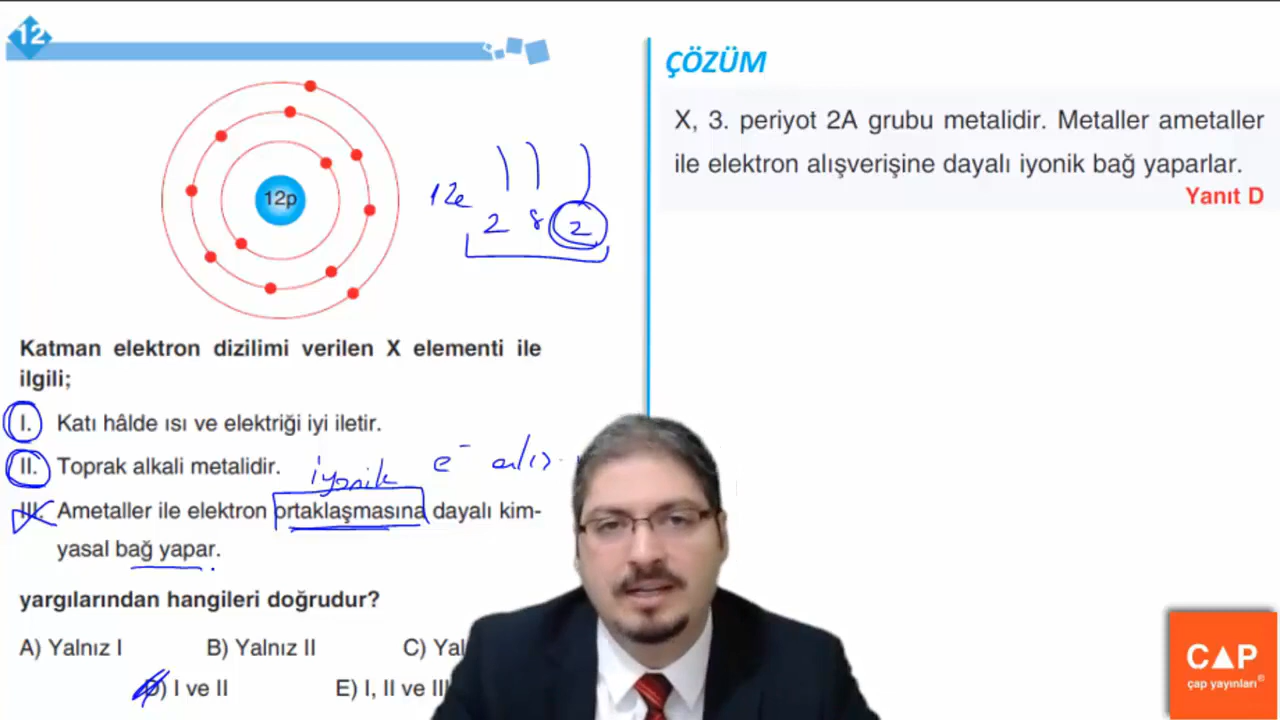 12
12p
12e
2 8 2
Katman elektron dizilimi verilen X elementi ile
ilgili;
I. Katı hâlde ısı ve elektriği iyi iletir.
II. Toprak alkali metalidir.
iyonik e⁻ alış
III. Ametaller ile elektron ortaklaşmasına dayalı kim-
yasal bağ yapar.
yargılarından hangileri doğrudur?
A) Yalnız I B) Yalnız II C) Yal
D) I ve II E) I, II ve III
ÇÖZÜM
X, 3. periyot 2A grubu metalidir. Metaller ametaller
ile elektron alışverişine dayalı iyonik bağ yaparlar.
Yanıt D
CAP
çap yayınları®